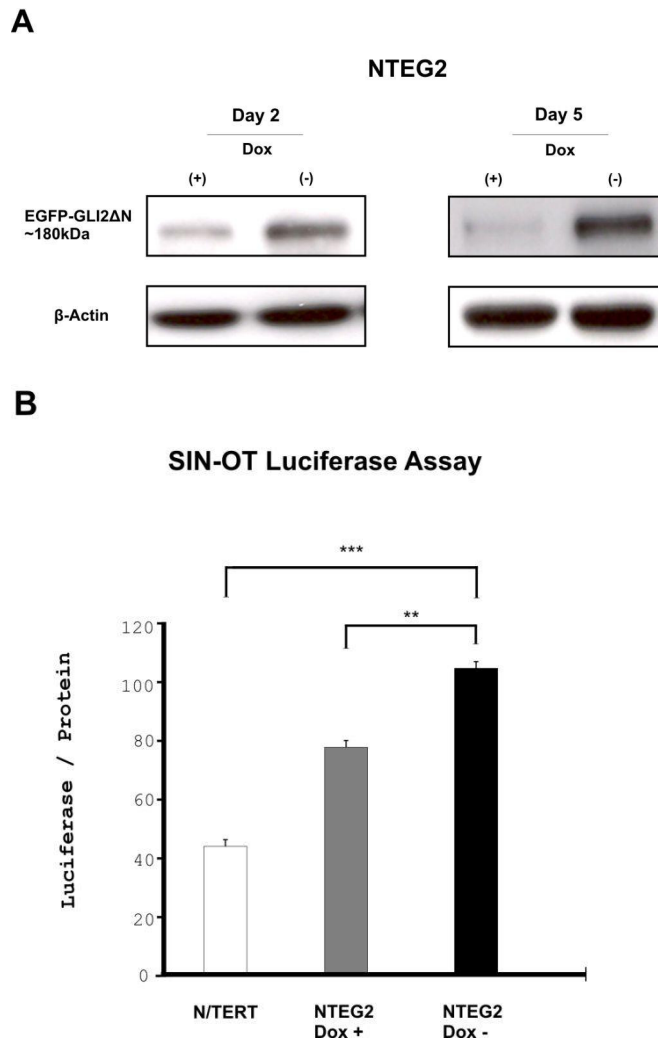 A
NTEG2
Day 2
Dox
(+) (-)
Day 5
Dox
(+) (-)
EGFP-GLI2ΔN
~180kDa
β-Actin
B
SIN-OT Luciferase Assay
***
**
Luciferase / Protein
120
100
80
60
40
20
0
N/TERT
NTEG2
Dox +
NTEG2
Dox -